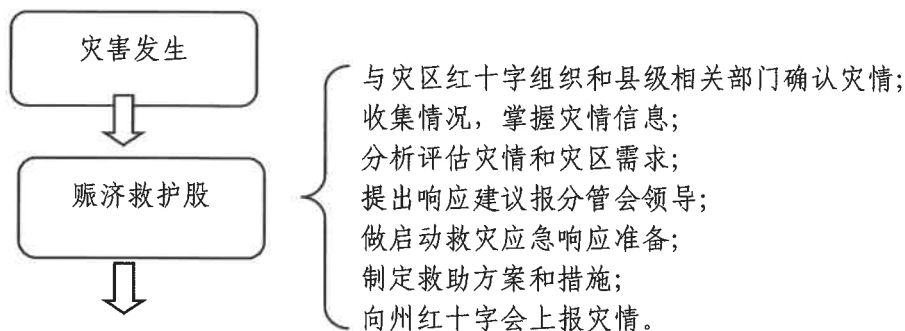 灾害发生
赈济救护股
与灾区红十字组织和县级相关部门确认灾情；
收集情况，掌握灾情信息；
分析评估灾情和灾区需求；
提出响应建议报分管会领导；
做启动救灾应急响应准备；
制定救助方案和措施；
向州红十字会上报灾情。